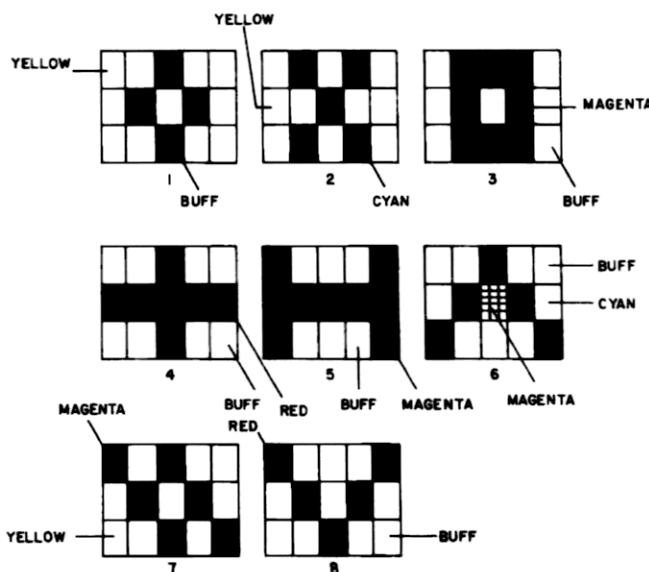 YELLOW
YELLOW
MAGENTA
1
2
3
BUFF
CYAN
BUFF
BUFF
CYAN
4
5
6
BUFF
RED
BUFF
MAGENTA
MAGENTA
MAGENTA
RED
YELLOW
BUFF
7
8